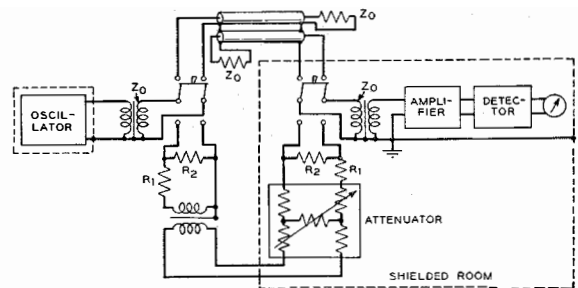 Z₀
Z₀
Z₀
Z₀
OSCIL-
LATOR
AMPLI-
FIER
DETEC-
TOR
R₂
R₁
R₂
R₁
ATTENUATOR
SHIELDED ROOM